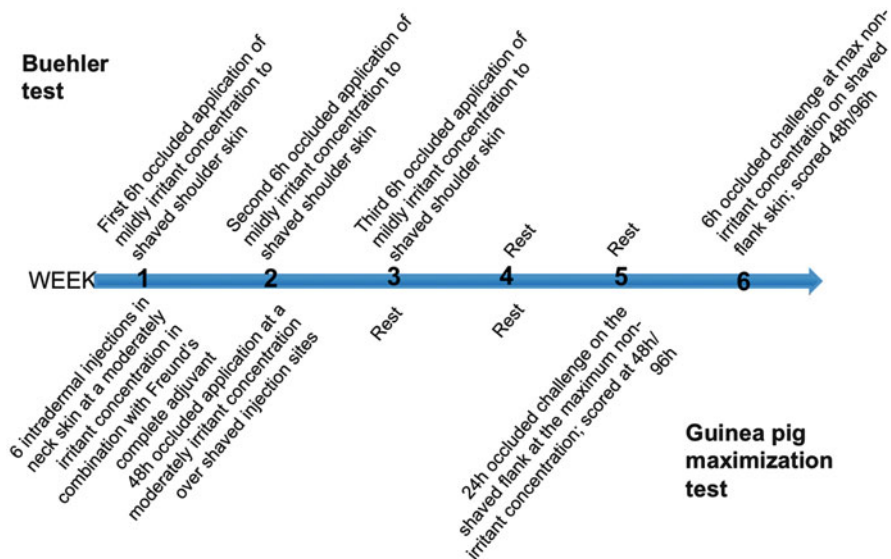 Buehler
test
First 6h occluded application of
mildly irritant concentration to
shaved shoulder skin
Second 6h occluded application of
mildly irritant concentration to
shaved shoulder skin
Third 6h occluded application of
mildly irritant concentration to
shaved shoulder skin
Rest
Rest
6h occluded challenge at max non-
irritant concentration on shaved
flank skin; scored 48h/96h
WEEK
1
2
3
4
5
6
6 intradermal injections in
neck skin at a moderately
irritant concentration in
combination with Freund's
complete adjuvant
48h occluded application at a
moderately irritant concentration
over shaved injection sites
Rest
Rest
24h occluded challenge on the
shaved flank at the maximum non-
irritant concentration; scored at 48h/
96h
Guinea pig
maximization
test